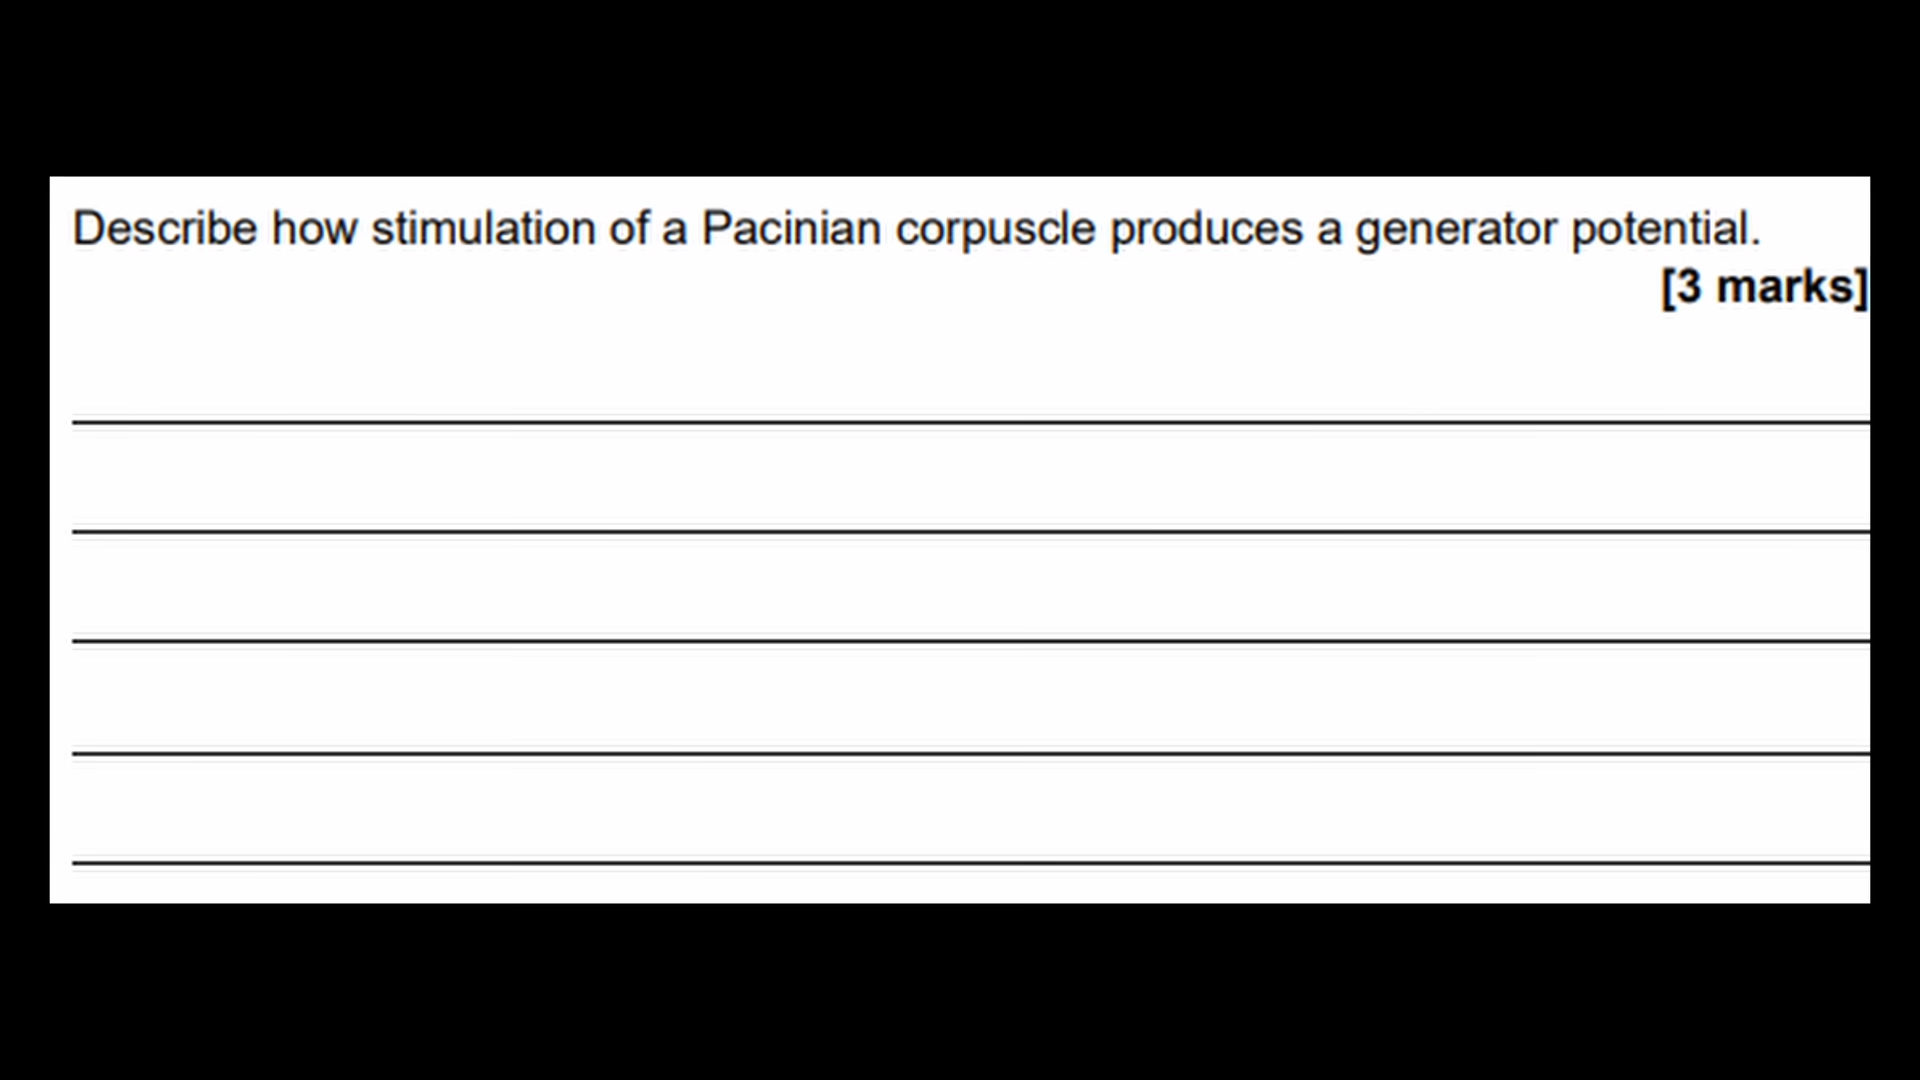 Describe how stimulation of a Pacinian corpuscle produces a generator potential.
[3 marks]